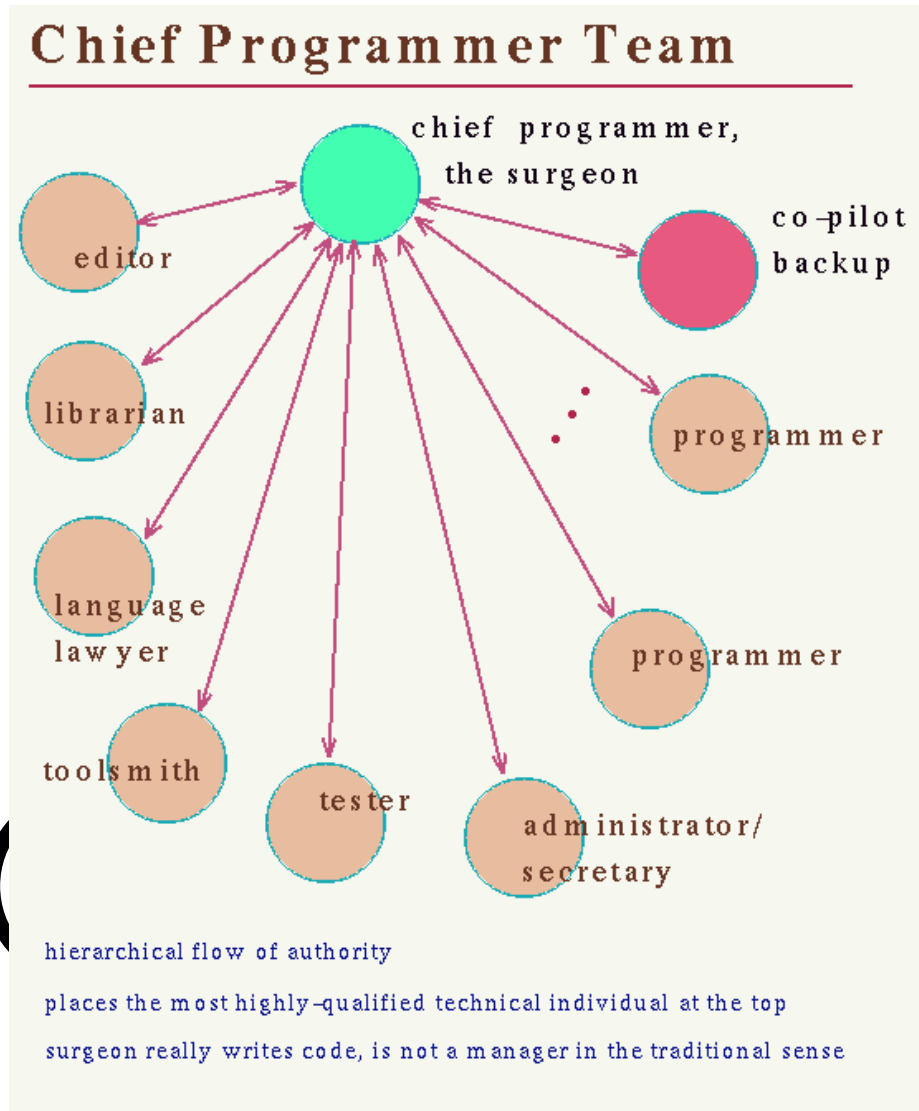 Chief Programmer Team
chief programmer,
the surgeon
editor
co-pilot
backup
librarian
programmer
language
lawyer
programmer
toolsmith
tester
administrator/
secretary
hierarchical flow of authority
places the most highly-qualified technical individual at the top
surgeon really writes code, is not a manager in the traditional sense